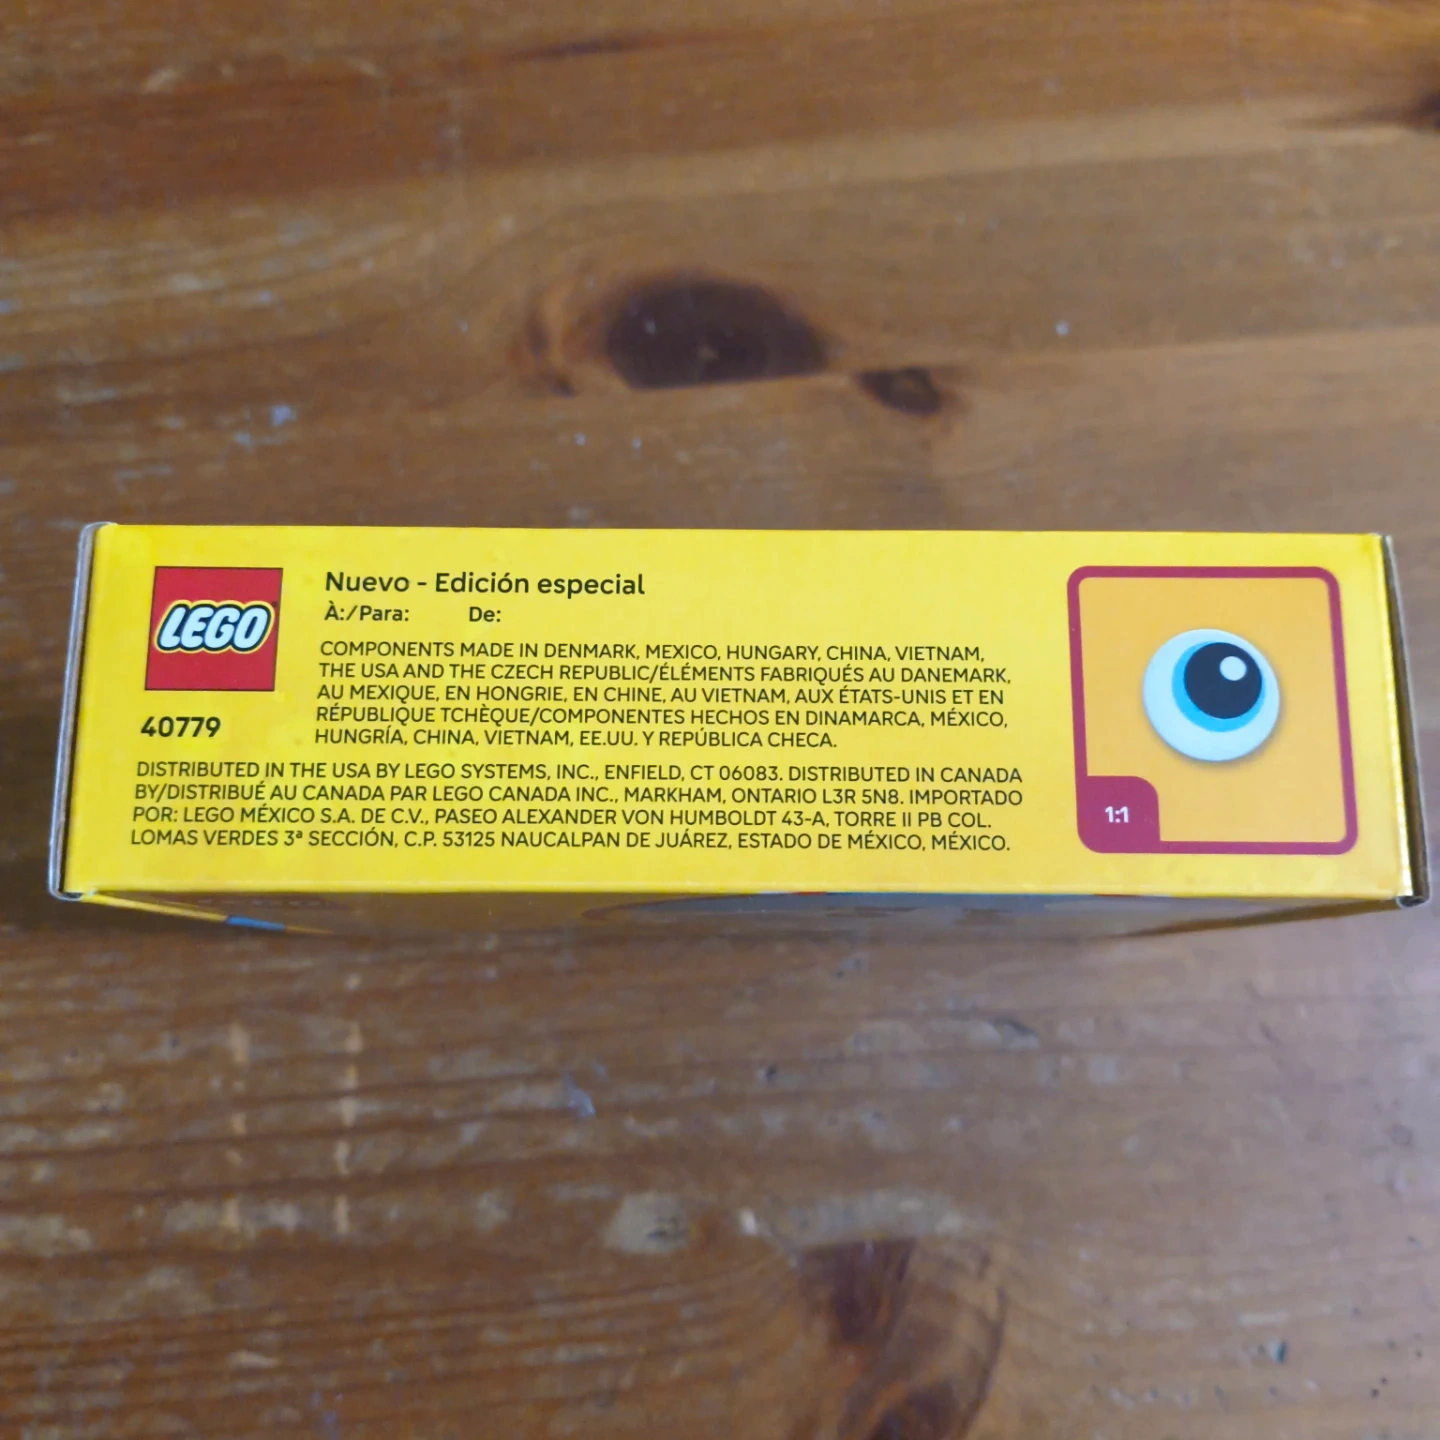 LEGO
40779
Nuevo - Edición especial
À:/Para: De:
COMPONENTS MADE IN DENMARK, MEXICO, HUNGARY, CHINA, VIETNAM,
THE USA AND THE CZECH REPUBLIC/ÉLÉMENTS FABRIQUÉS AU DANEMARK,
AU MEXIQUE, EN HONGRIE, EN CHINE, AU VIETNAM, AUX ÉTATS-UNIS ET EN
RÉPUBLIQUE TCHÈQUE/COMPONENTES HECHOS EN DINAMARCA, MÉXICO,
HUNGRÍA, CHINA, VIETNAM, EE.UU. Y REPÚBLICA CHECA.
DISTRIBUTED IN THE USA BY LEGO SYSTEMS, INC., ENFIELD, CT 06083. DISTRIBUTED IN CANADA
BY/DISTRIBUÉ AU CANADA PAR LEGO CANADA INC., MARKHAM, ONTARIO L3R 5N8. IMPORTADO
POR: LEGO MÉXICO S.A. DE C.V., PASEO ALEXANDER VON HUMBOLDT 43-A, TORRE II PB COL.
LOMAS VERDES 3ª SECCIÓN, C.P. 53125 NAUCALPAN DE JUÁREZ, ESTADO DE MÉXICO, MÉXICO.
1:1